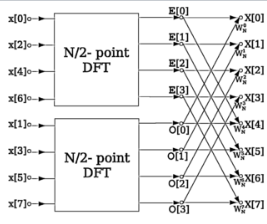 x[0] E[0] X[0]
x[2] E[1] X[1]
x[4] E[2] X[2]
x[6] E[3] X[3]
N/2- point
DFT
x[1] O[0] X[4]
x[3] O[1] X[5]
x[5] O[2] X[6]
x[7] O[3] X[7]
N/2- point
DFT